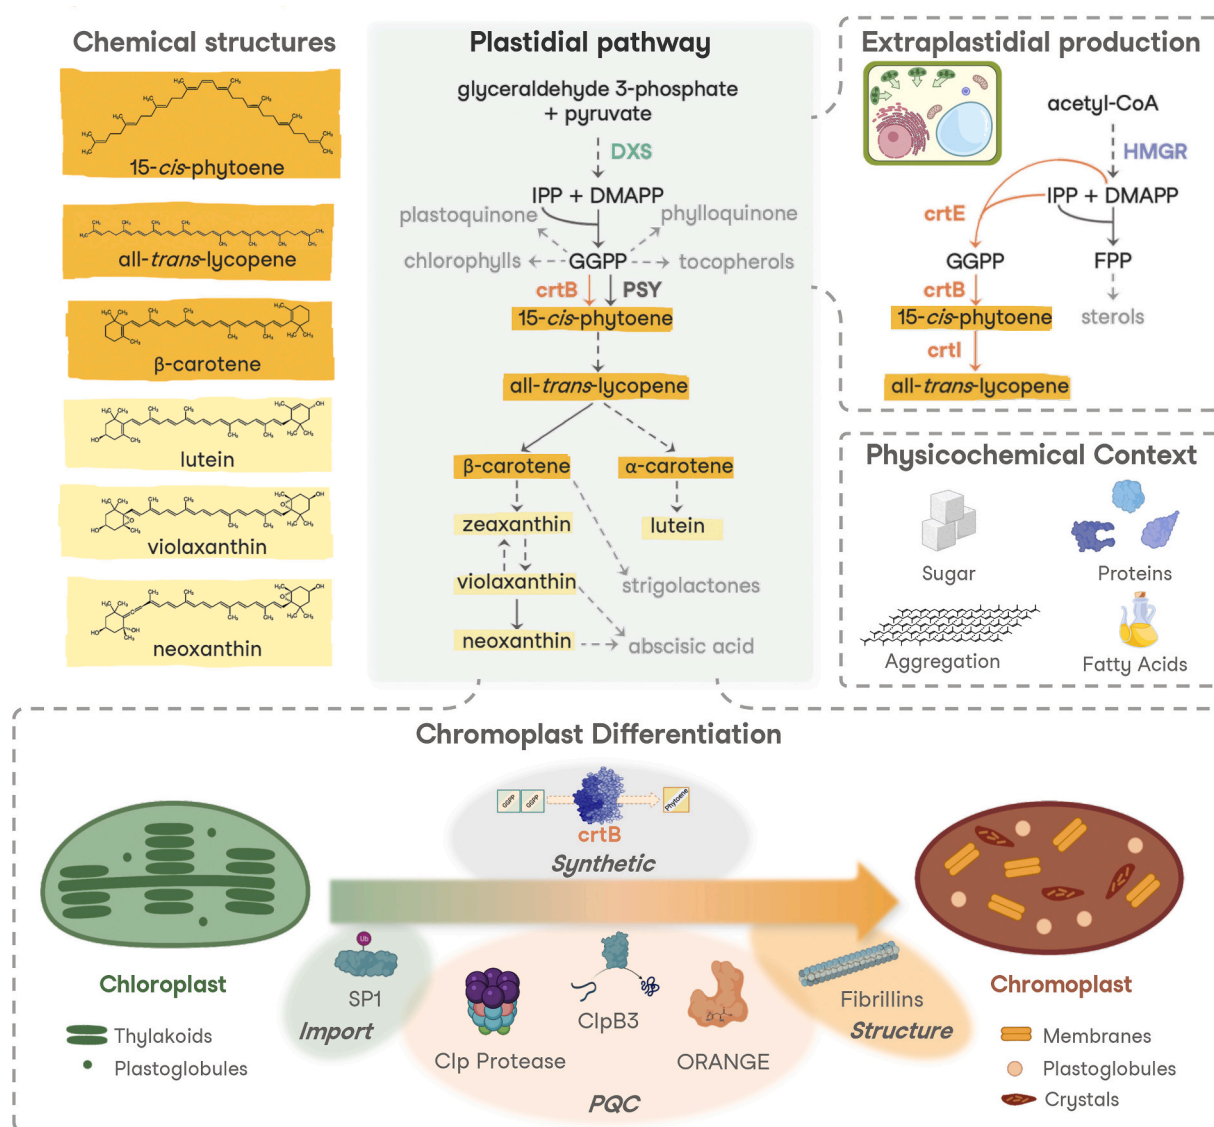 Chemical structures
15-cis-phytoene
all-trans-lycopene
β-carotene
lutein
violaxanthin
neoxanthin
Plastidial pathway
glyceraldehyde 3-phosphate
+ pyruvate
DXS
IPP + DMAPP
plastoquinone
phylloquinone
chlorophylls
GGPP
tocopherols
crtB
PSY
15-cis-phytoene
all-trans-lycopene
β-carotene
α-carotene
zeaxanthin
lutein
violaxanthin
strigolactones
neoxanthin
abscisic acid
Extraplastidial production
acetyl-CoA
HMGR
IPP + DMAPP
crtE
GGPP
FPP
crtB
15-cis-phytoene
sterols
crtI
all-trans-lycopene
Physicochemical Context
Sugar
Proteins
Aggregation
Fatty Acids
Chromoplast Differentiation
GGPP
GGPP
Phytoene
crtB
Synthetic
Ub
SP1
Import
Clp Protease
ClpB3
ORANGE
PQC
Fibrillins
Structure
Chloroplast
Thylakoids
Plastoglobules
Chromoplast
Membranes
Plastoglobules
Crystals